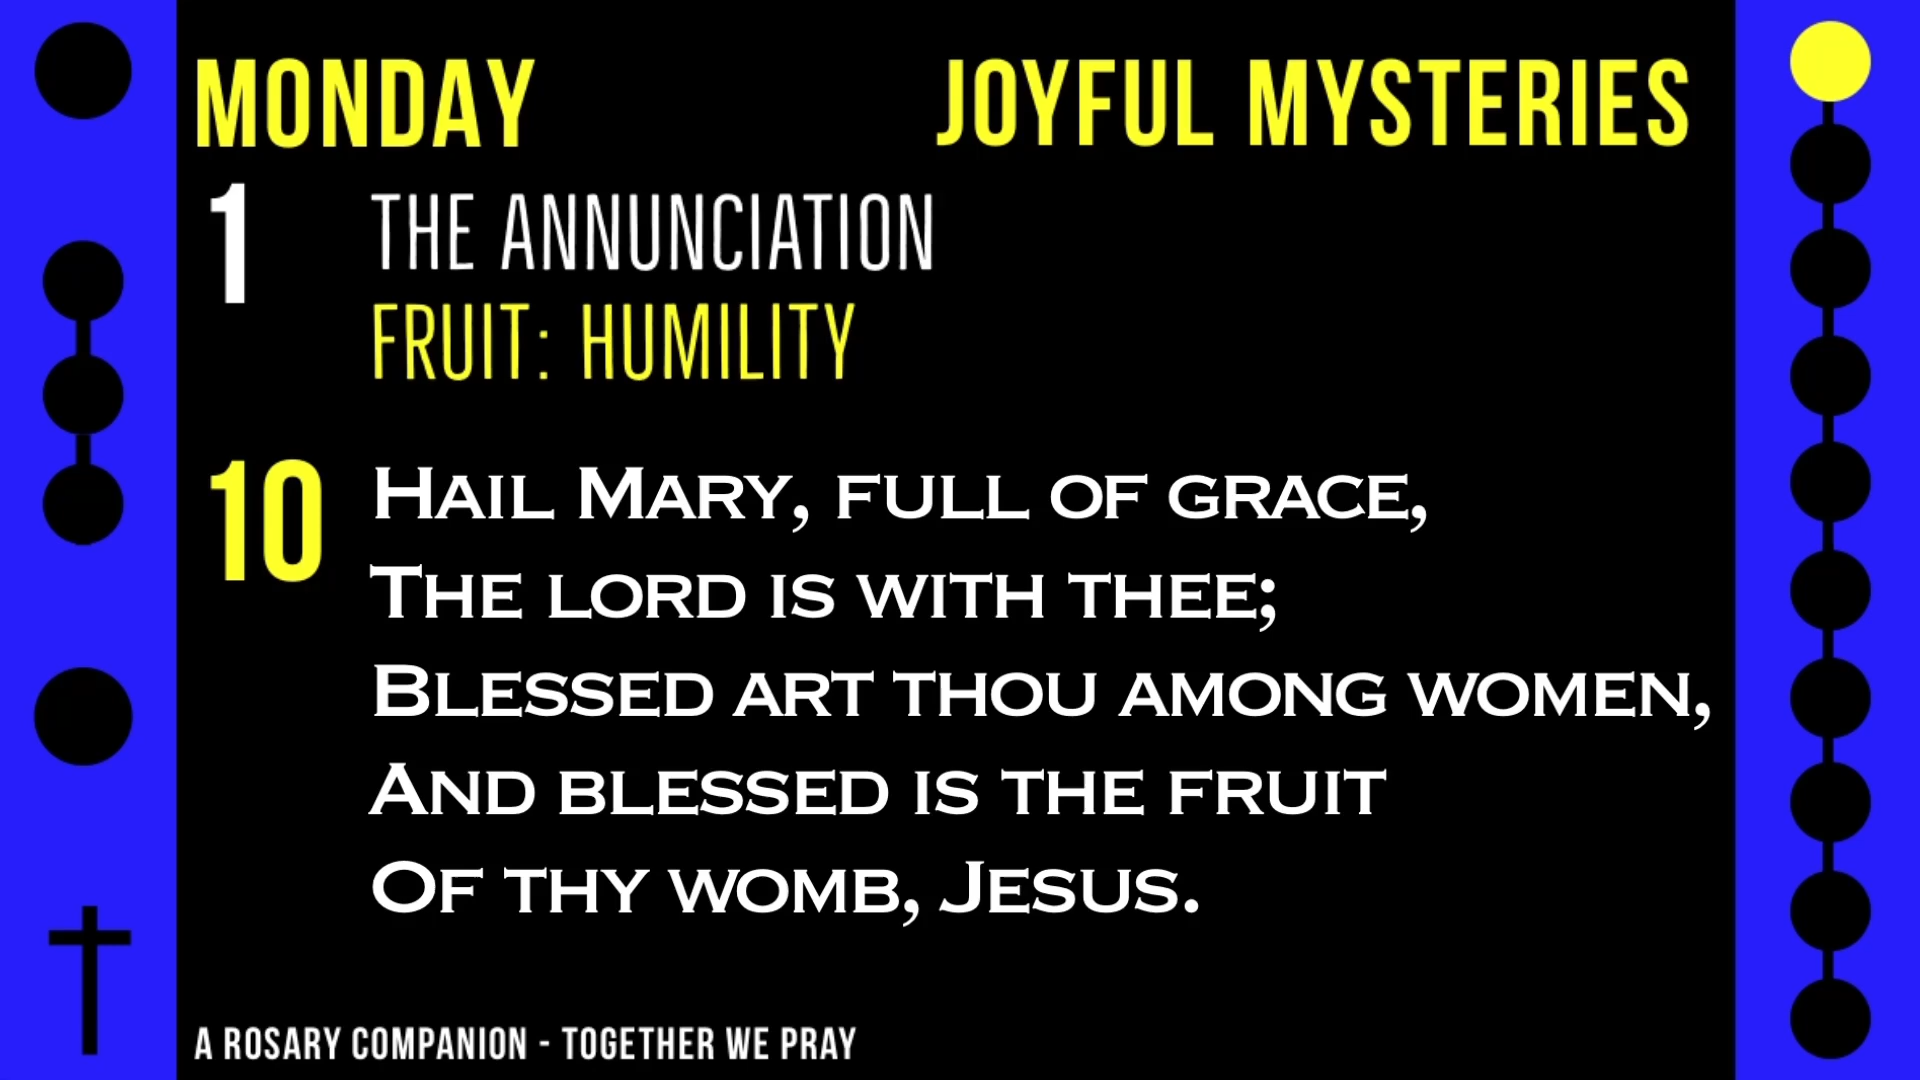 MONDAY JOYFUL MYSTERIES
1 THE ANNUNCIATION
FRUIT: HUMILITY
10 Hail Mary, full of grace,
The lord is with thee;
Blessed art thou among women,
And blessed is the fruit
Of thy womb, Jesus.
A ROSARY COMPANION - TOGETHER WE PRAY